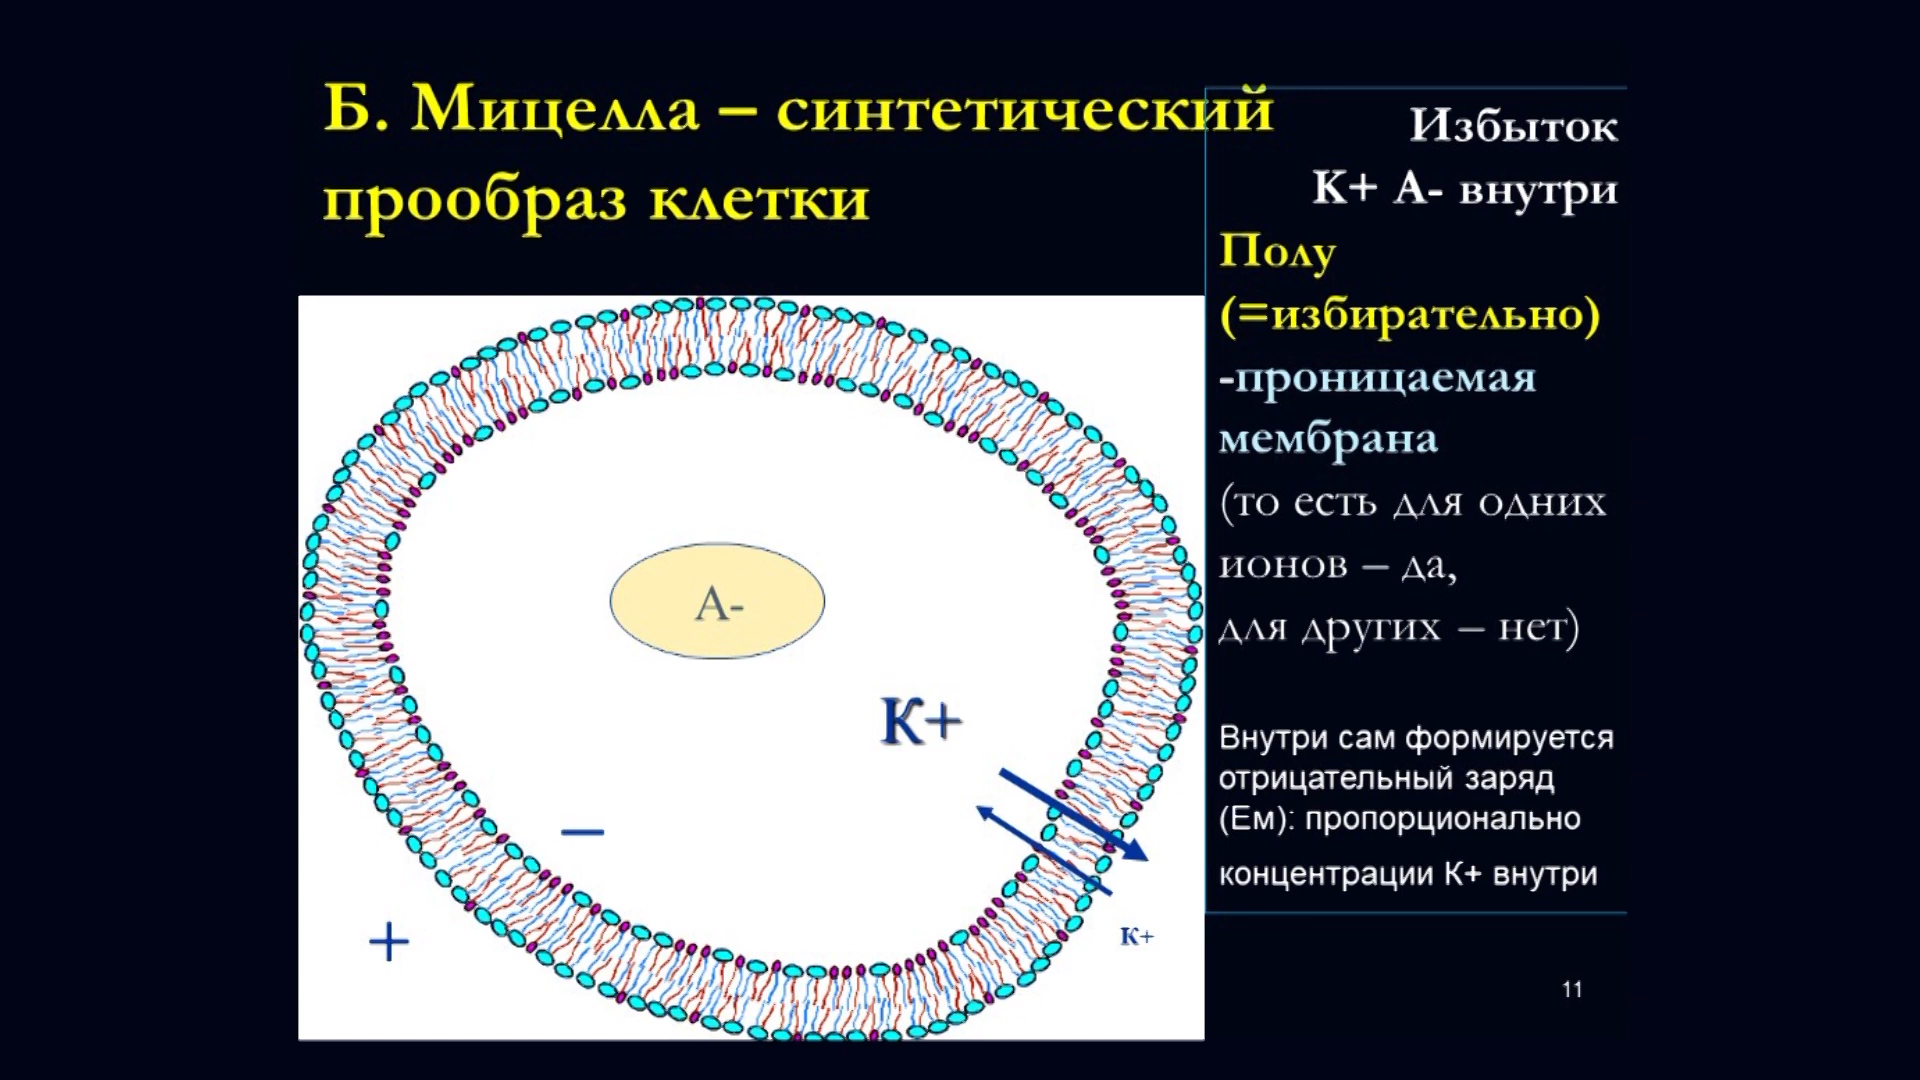 Б. Мицелла – синтетический
прообраз клетки
Избыток
K+ A- внутри
Полу
(=избирательно)
-проницаемая
мембрана
(то есть для одних
ионов – да,
для других – нет)
Внутри сам формируется
отрицательный заряд
(Ем): пропорционально
концентрации К+ внутри
A-
К+
–
+
К+
11